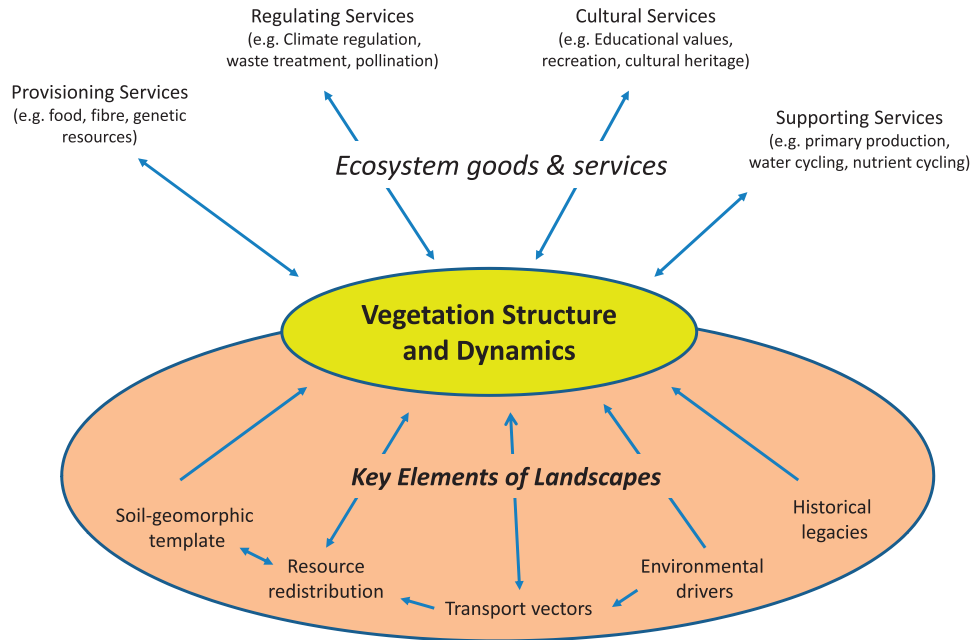 Regulating Services
(e.g. Climate regulation,
waste treatment, pollination)
Cultural Services
(e.g. Educational values,
recreation, cultural heritage)
Provisioning Services
(e.g. food, fibre, genetic
resources)
Supporting Services
(e.g. primary production,
water cycling, nutrient cycling)
Ecosystem goods & services
Vegetation Structure
and Dynamics
Key Elements of Landscapes
Soil-geomorphic
template
Resource
redistribution
Transport vectors
Environmental
drivers
Historical
legacies